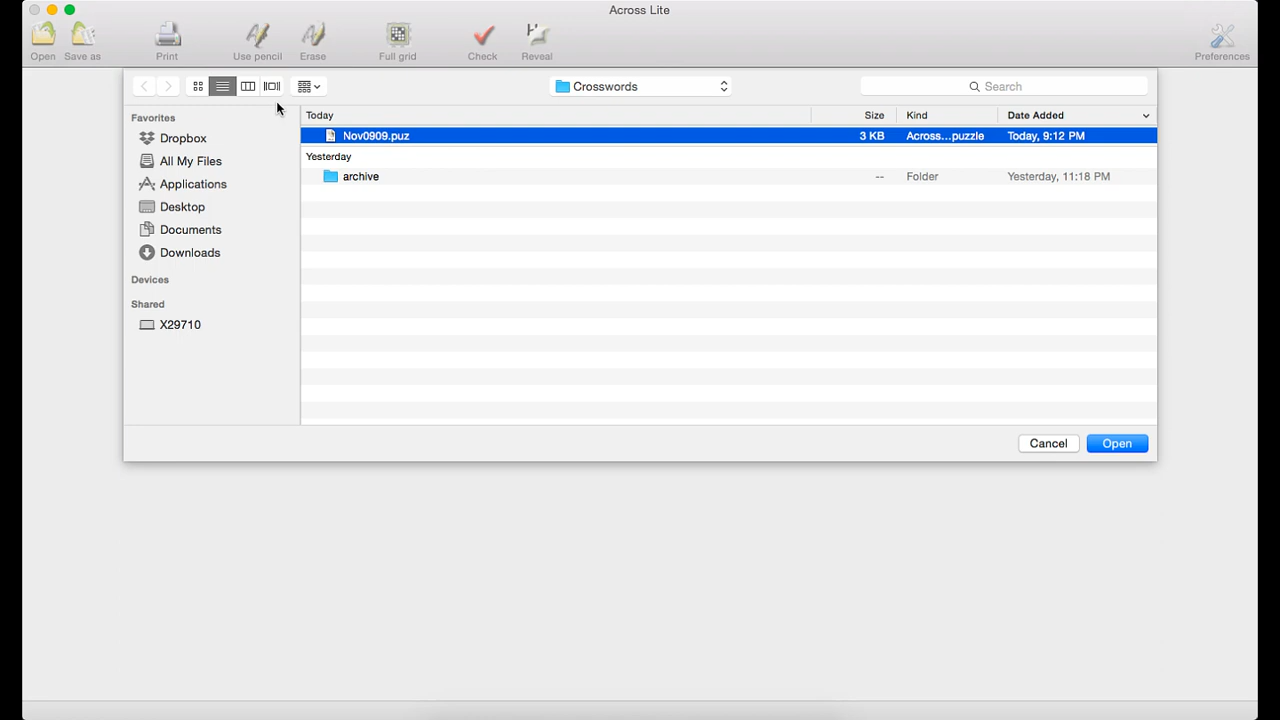 Across Lite
Open Save as Print Use pencil Erase Full grid Check Reveal Preferences
Crosswords Search
Favorites
Dropbox
All My Files
Applications
Desktop
Documents
Downloads
Devices
Shared
X29710
Today Size Kind Date Added
Nov0909.puz 3 KB Across...puzzle Today, 9:12 PM
Yesterday
archive -- Folder Yesterday, 11:18 PM
Cancel Open